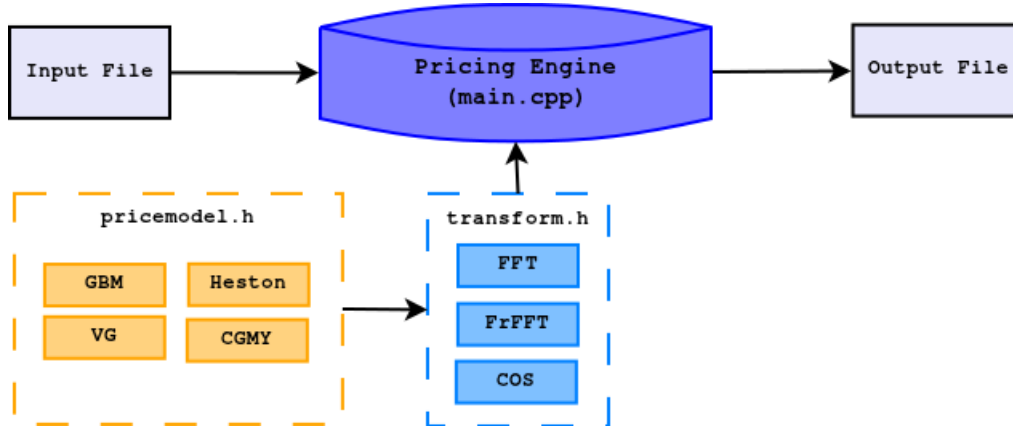 Input File
Pricing Engine
(main.cpp)
Output File
pricemodel.h
GBM
Heston
VG
CGMY
transform.h
FFT
FrFFT
COS